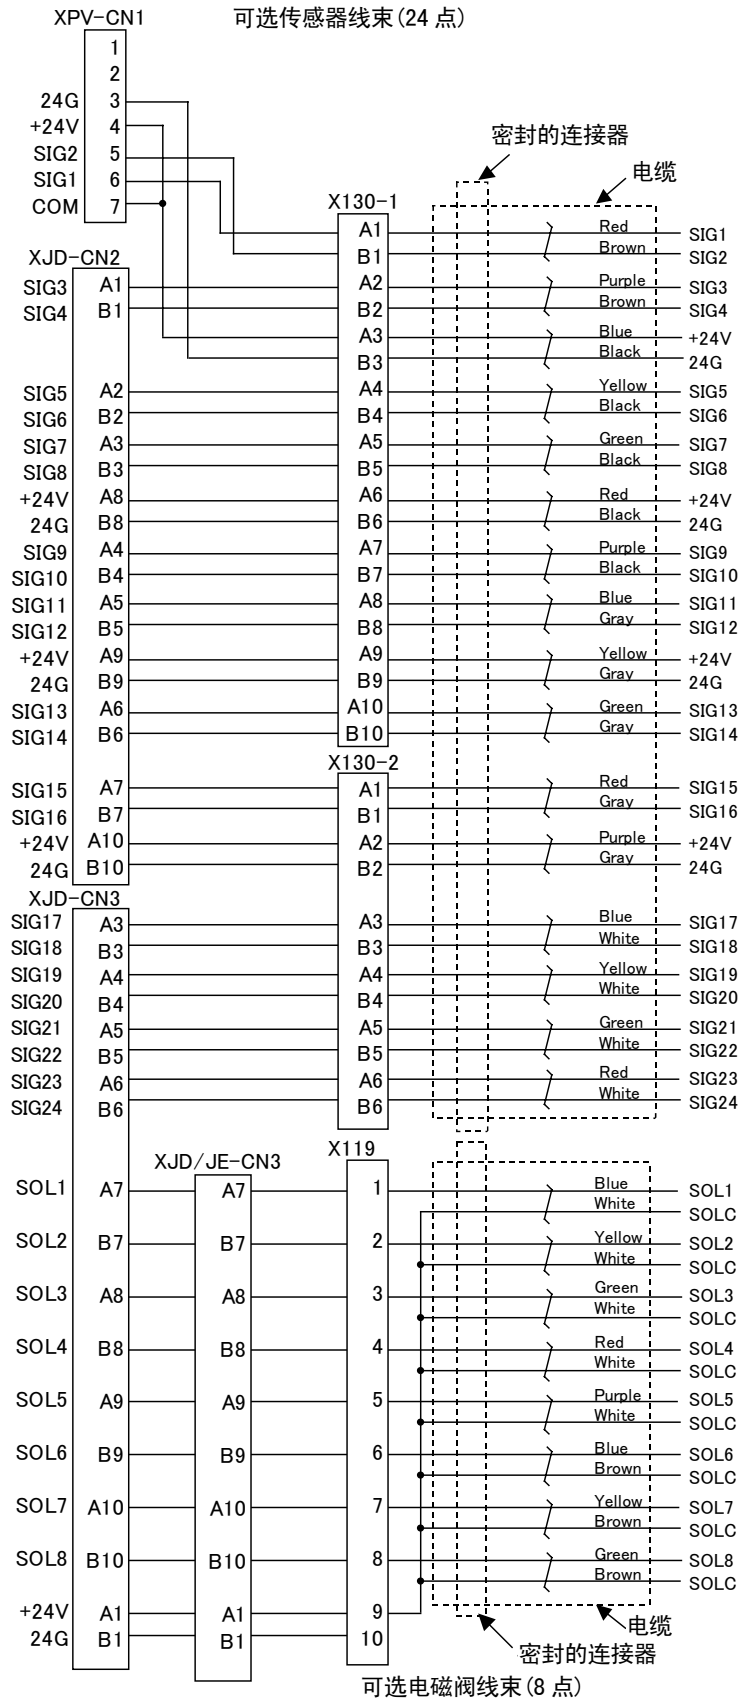 XPV-CN1 可选传感器线束(24 点)
1
2
24G 3
+24V 4
SIG2 5
SIG1 6
COM 7
密封的连接器
电缆
X130-1
A1 Red SIG1
B1 Brown SIG2
XJD-CN2
SIG3 A1 A2 Purple SIG3
SIG4 B1 B2 Brown SIG4
A3 Blue +24V
B3 Black 24G
SIG5 A2 A4 Yellow SIG5
SIG6 B2 B4 Black SIG6
SIG7 A3 A5 Green SIG7
SIG8 B3 B5 Black SIG8
+24V A8 A6 Red +24V
24G B8 B6 Black 24G
SIG9 A4 A7 Purple SIG9
SIG10 B4 B7 Black SIG10
SIG11 A5 A8 Blue SIG11
SIG12 B5 B8 Gray SIG12
+24V A9 A9 Yellow +24V
24G B9 B9 Gray 24G
SIG13 A6 A10 Green SIG13
SIG14 B6 B10 Gray SIG14
X130-2
SIG15 A7 A1 Red SIG15
SIG16 B7 B1 Gray SIG16
+24V A10 A2 Purple +24V
24G B10 B2 Gray 24G
XJD-CN3
SIG17 A3 A3 Blue SIG17
SIG18 B3 B3 White SIG18
SIG19 A4 A4 Yellow SIG19
SIG20 B4 B4 White SIG20
SIG21 A5 A5 Green SIG21
SIG22 B5 B5 White SIG22
SIG23 A6 A6 Red SIG23
SIG24 B6 B6 White SIG24
XJD/JE-CN3 X119
SOL1 A7 A7 1 Blue SOL1
White SOLC
SOL2 B7 B7 2 Yellow SOL2
White SOLC
SOL3 A8 A8 3 Green SOL3
White SOLC
SOL4 B8 B8 4 Red SOL4
White SOLC
SOL5 A9 A9 5 Purple SOL5
White SOLC
SOL6 B9 B9 6 Blue SOL6
Brown SOLC
SOL7 A10 A10 7 Yellow SOL7
Brown SOLC
SOL8 B10 B10 8 Green SOL8
Brown SOLC
+24V A1 A1 9
24G B1 B1 10
电缆
密封的连接器
可选电磁阀线束(8 点)